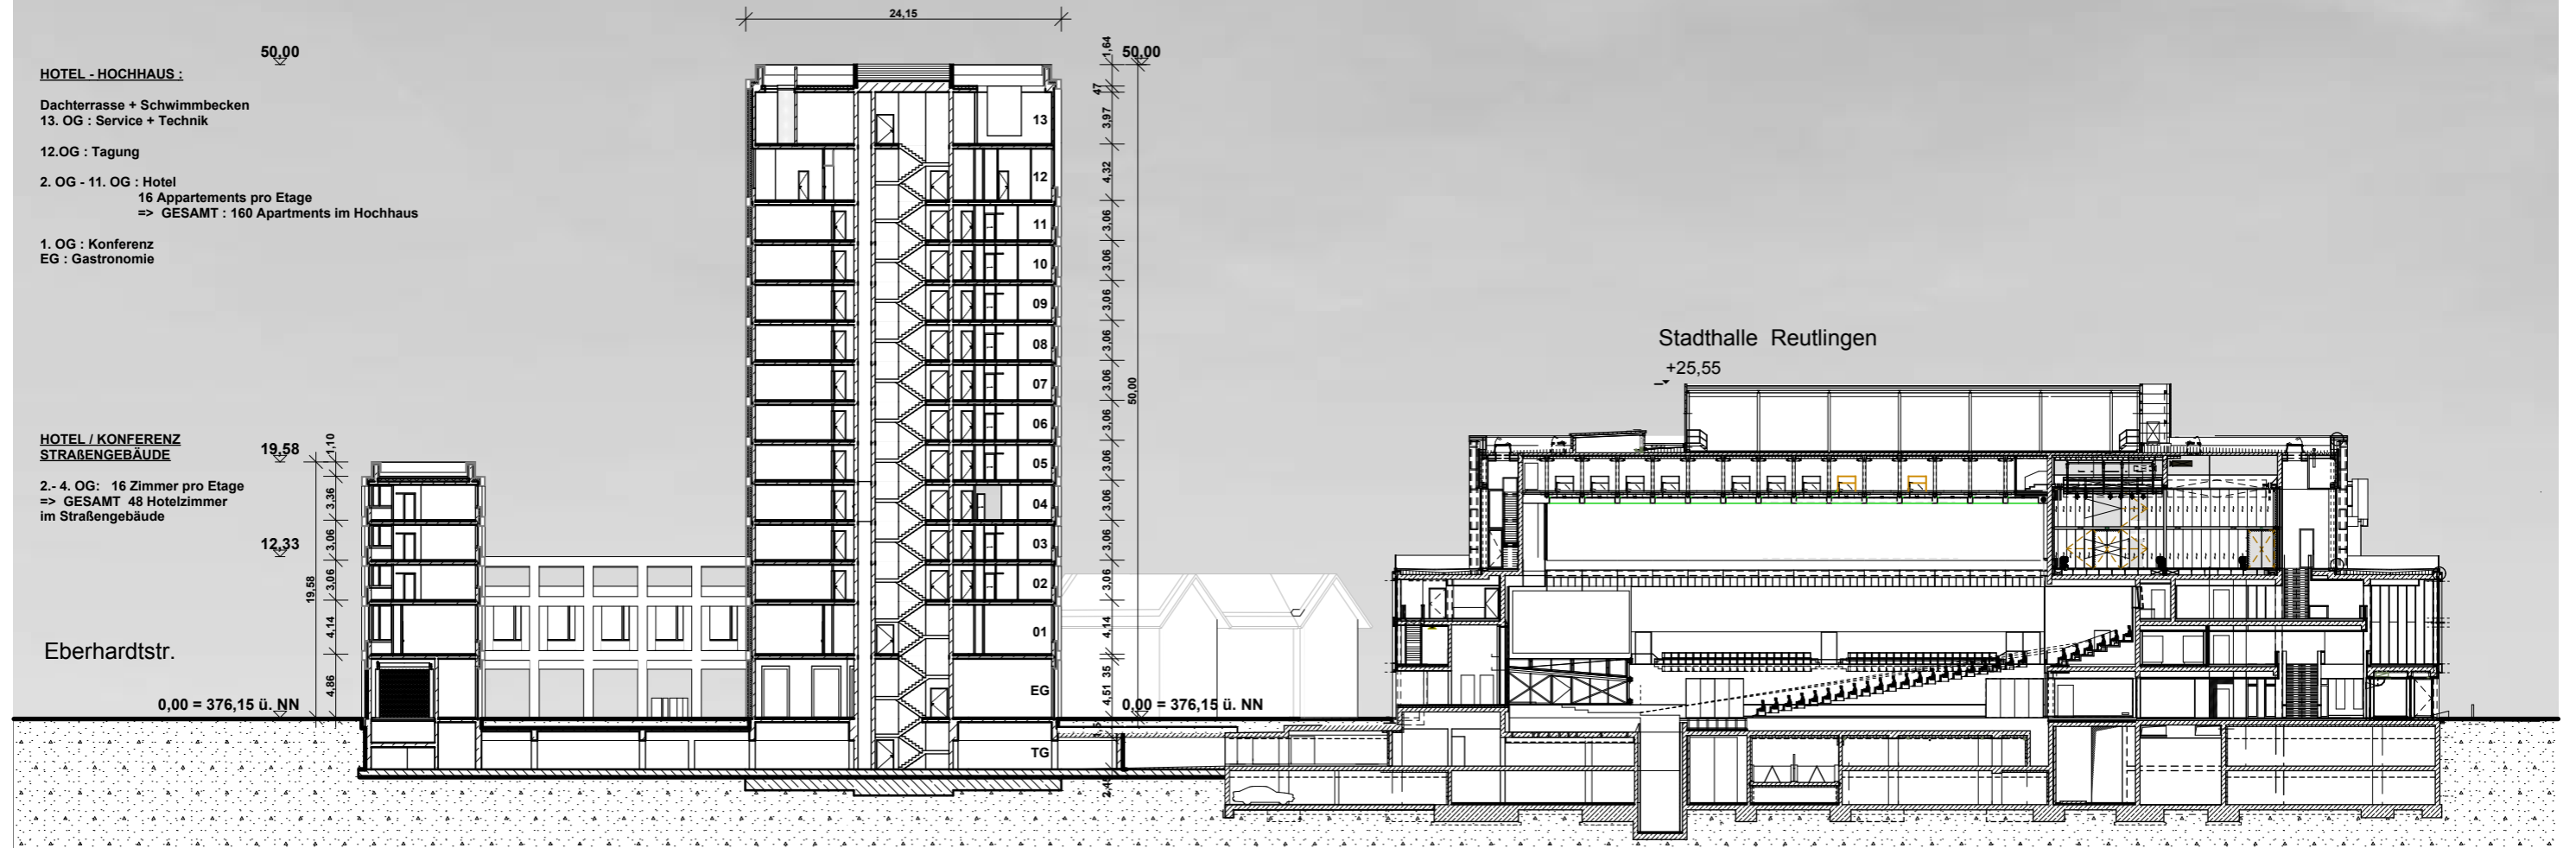 24,15
50,00
HOTEL - HOCHHAUS :
Dachterrasse + Schwimmbecken
13. OG : Service + Technik
12.OG : Tagung
2. OG - 11. OG : Hotel
16 Appartements pro Etage
=> GESAMT : 160 Apartments im Hochhaus
1. OG : Konferenz
EG : Gastronomie
HOTEL / KONFERENZ
STRAßENGEBÄUDE
2.- 4. OG: 16 Zimmer pro Etage
=> GESAMT 48 Hotelzimmer
im Straßengebäude
19,58
12,33
Eberhardtstr.
0,00 = 376,15 ü. NN
19,58
1,10
3,36
3,06
3,06
4,14
4,86
13
12
11
10
09
08
07
06
05
04
03
02
01
EG
TG
1,64
47
3,97
4,32
3,06
3,06
3,06
3,06
3,06
3,06
3,06
3,06
3,06
3,06
4,14
35
4,51
50,00
50,00
0,00 = 376,15 ü. NN
Stadthalle Reutlingen
+25,55